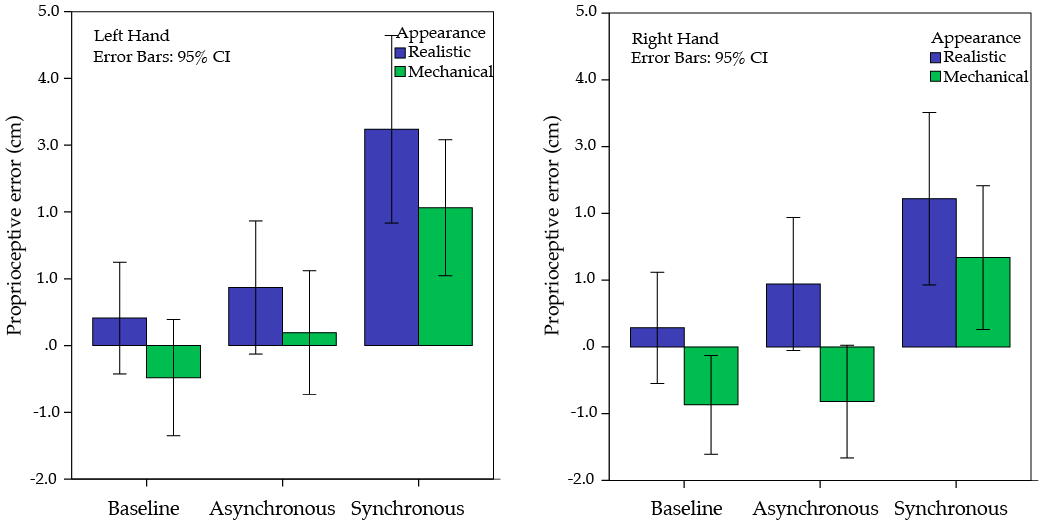 Left Hand
Error Bars: 95% CI
Appearance
Realistic
Mechanical
Proprioceptive error (cm)
5.0
4.0
3.0
1.0
1.0
.0
-1.0
-2.0
Baseline
Asynchronous
Synchronous
Right Hand
Error Bars: 95% CI
Appearance
Realistic
Mechanical
Proprioceptive error (cm)
5.0
4.0
3.0
1.0
1.0
.0
-1.0
-2.0
Baseline
Asynchronous
Synchronous